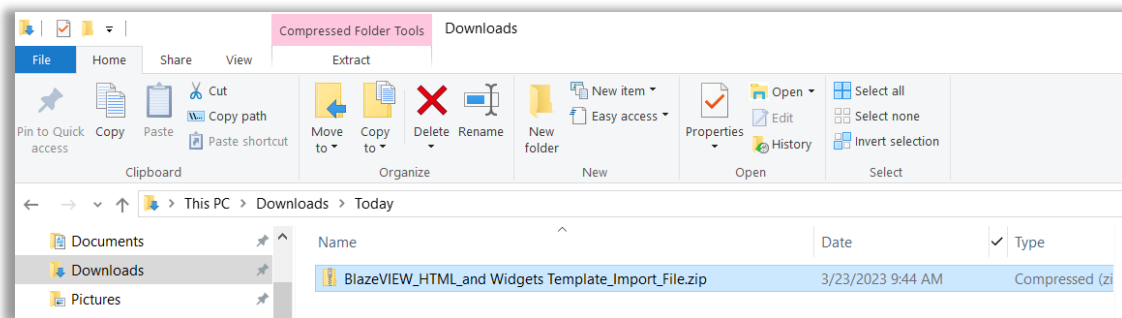 Compressed Folder Tools Downloads
File Home Share View Extract
Pin to Quick access
Copy
Paste
Cut
Copy path
Paste shortcut
Move to
Copy to
Delete
Rename
New folder
New item
Easy access
Properties
Open
Edit
History
Select all
Select none
Invert selection
Clipboard Organize New Open Select
This PC > Downloads > Today
Documents
Downloads
Pictures
Name Date Type
BlazeVIEW_HTML_and Widgets Template_Import_File.zip 3/23/2023 9:44 AM Compressed (zi